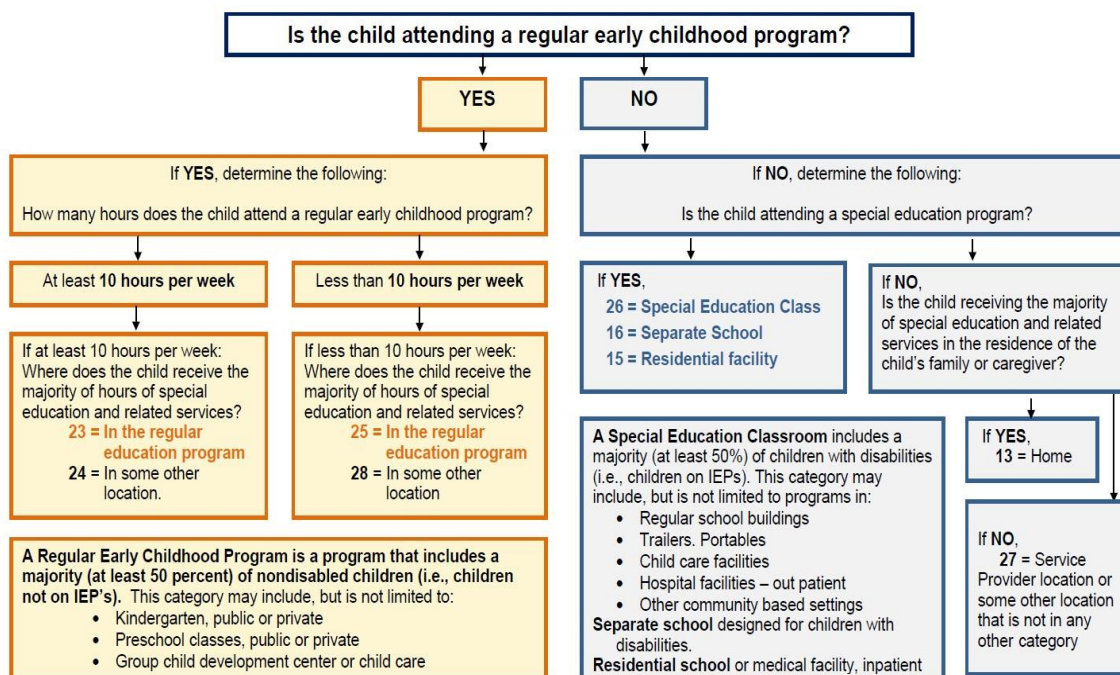 Is the child attending a regular early childhood program?
YES
NO
If YES, determine the following:
How many hours does the child attend a regular early childhood program?
At least 10 hours per week
Less than 10 hours per week
If at least 10 hours per week:
Where does the child receive the
majority of hours of special
education and related services?
23 = In the regular
education program
24 = In some other
location.
If less than 10 hours per week:
Where does the child receive the
majority of hours of special
education and related services?
25 = In the regular
education program
28 = In some other
location
A Regular Early Childhood Program is a program that includes a
majority (at least 50 percent) of nondisabled children (i.e., children
not on IEP's). This category may include, but is not limited to:
• Kindergarten, public or private
• Preschool classes, public or private
• Group child development center or child care
If NO, determine the following:
Is the child attending a special education program?
If YES,
26 = Special Education Class
16 = Separate School
15 = Residential facility
If NO,
Is the child receiving the majority
of special education and related
services in the residence of the
child's family or caregiver?
A Special Education Classroom includes a
majority (at least 50%) of children with disabilities
(i.e., children on IEPs). This category may
include, but is not limited to programs in:
• Regular school buildings
• Trailers. Portables
• Child care facilities
• Hospital facilities – out patient
• Other community based settings
Separate school designed for children with
disabilities.
Residential school or medical facility, inpatient
If YES,
13 = Home
If NO,
27 = Service
Provider location or
some other location
that is not in any
other category